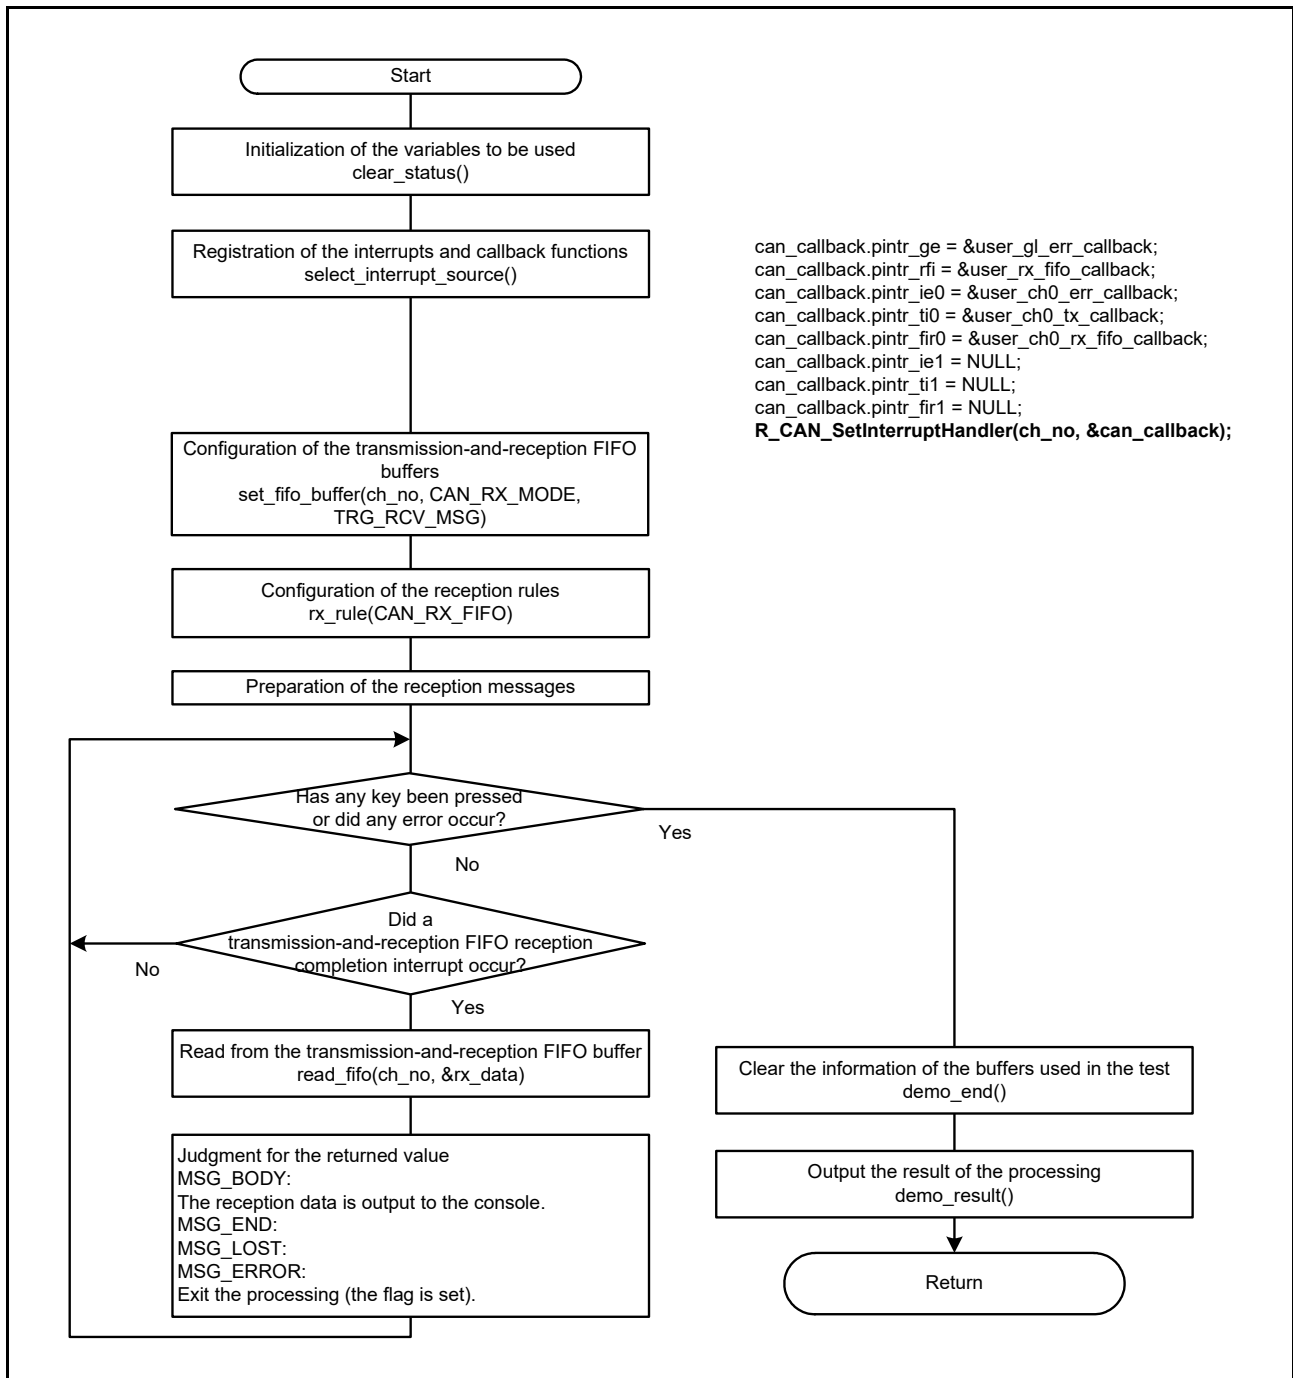 Start
Initialization of the variables to be used
clear_status()
Registration of the interrupts and callback functions
select_interrupt_source()
can_callback.pintr_ge = &user_gl_err_callback;
can_callback.pintr_rfi = &user_rx_fifo_callback;
can_callback.pintr_ie0 = &user_ch0_err_callback;
can_callback.pintr_ti0 = &user_ch0_tx_callback;
can_callback.pintr_fir0 = &user_ch0_rx_fifo_callback;
can_callback.pintr_ie1 = NULL;
can_callback.pintr_ti1 = NULL;
can_callback.pintr_fir1 = NULL;
R_CAN_SetInterruptHandler(ch_no, &can_callback);
Configuration of the transmission-and-reception FIFO
buffers
set_fifo_buffer(ch_no, CAN_RX_MODE,
TRG_RCV_MSG)
Configuration of the reception rules
rx_rule(CAN_RX_FIFO)
Preparation of the reception messages
Has any key been pressed
or did any error occur?
Yes
No
Did a
transmission-and-reception FIFO reception
completion interrupt occur?
No
Yes
Read from the transmission-and-reception FIFO buffer
read_fifo(ch_no, &rx_data)
Judgment for the returned value
MSG_BODY:
The reception data is output to the console.
MSG_END:
MSG_LOST:
MSG_ERROR:
Exit the processing (the flag is set).
Clear the information of the buffers used in the test
demo_end()
Output the result of the processing
demo_result()
Return